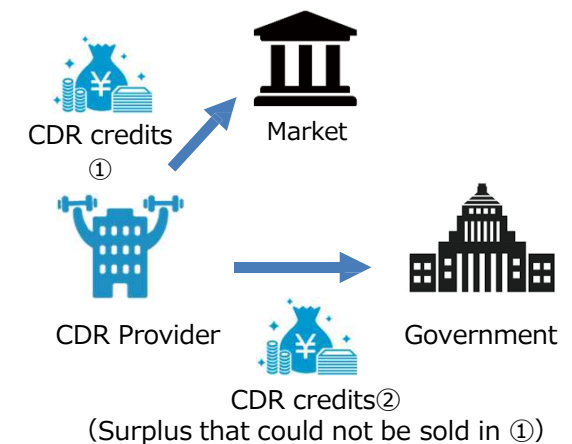 CDR credits
①
Market
CDR Provider
Government
CDR credits②
（Surplus that could not be sold in ①）